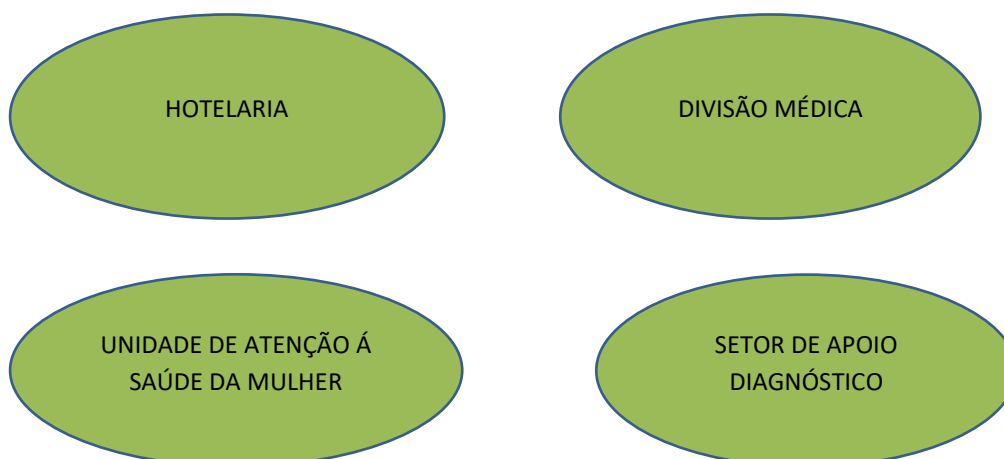 HOTELARIA
DIVISÃO MÉDICA
UNIDADE DE ATENÇÃO Á
SAÚDE DA MULHER
SETOR DE APOIO
DIAGNÓSTICO